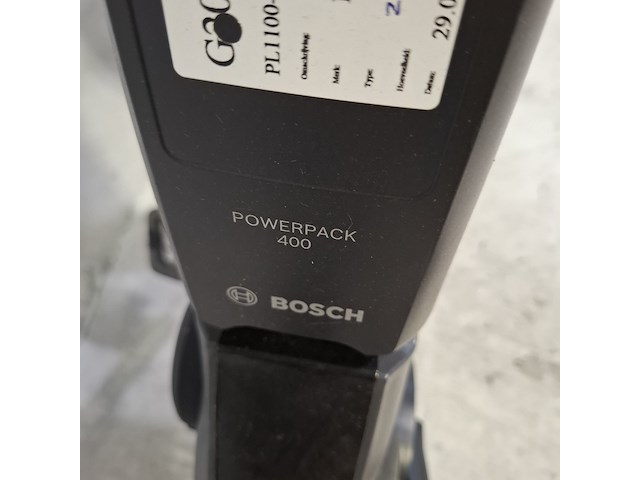 PL1100-
Omschrijving:
Merk:
Type:
Hoeveelheid:
Datum: 29.0
POWERPACK
400
BOSCH